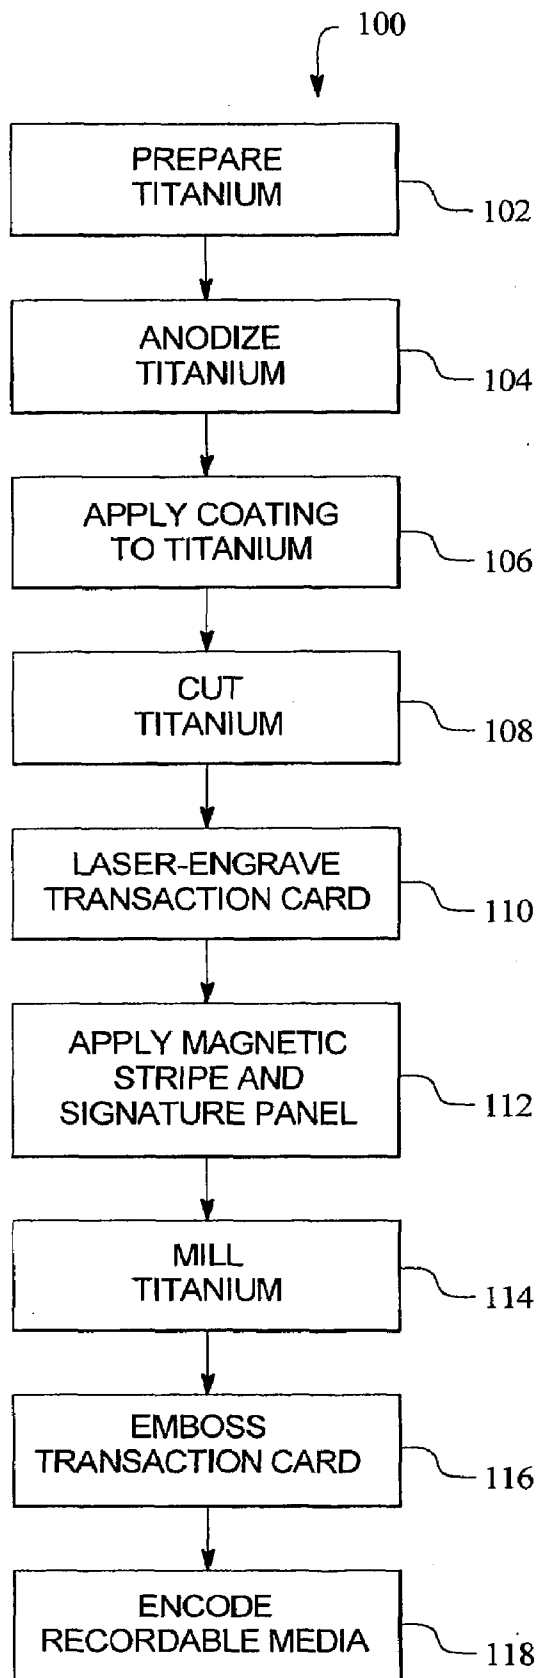 100
PREPARE
TITANIUM
102
ANODIZE
TITANIUM
104
APPLY COATING
TO TITANIUM
106
CUT
TITANIUM
108
LASER-ENGRAVE
TRANSACTION CARD
110
APPLY MAGNETIC
STRIPE AND
SIGNATURE PANEL
112
MILL
TITANIUM
114
EMBOSS
TRANSACTION CARD
116
ENCODE
RECORDABLE MEDIA
118